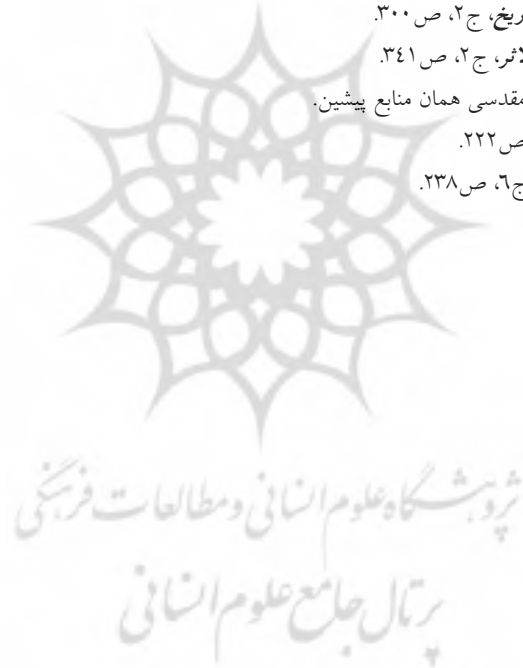 ریخ، ج۲، ص۳۰۰.
لاثر، ج۲، ص۳٤۱.
مقدسی همان منابع پیشین.
ص۲۲۲.
ج٦، ص۲۳۸.
پژوهشگاه علوم انسانی و مطالعات فرهنگی
پرتال جامع علوم انسانی